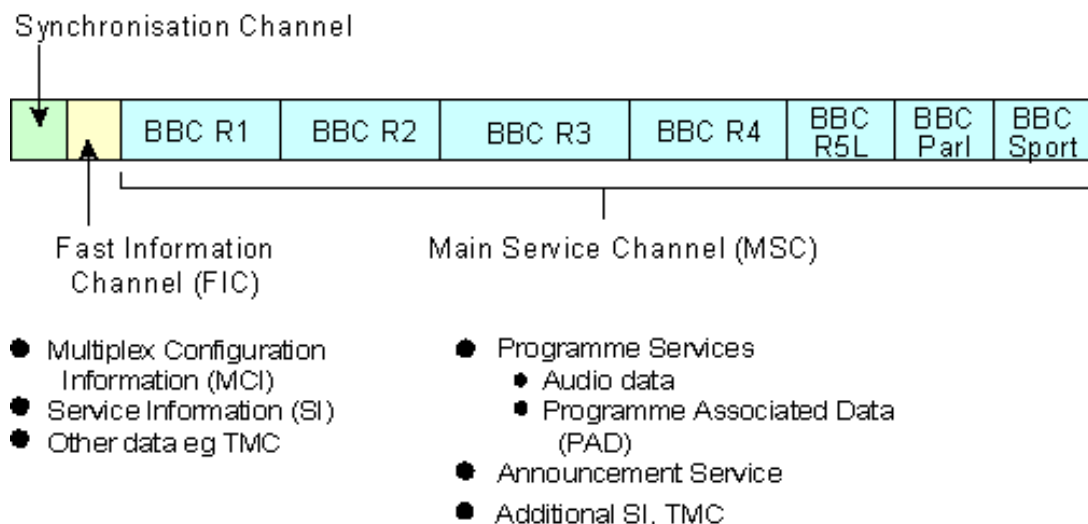 Synchronisation Channel
BBC R1
BBC R2
BBC R3
BBC R4
BBC
R5L
BBC
Parl
BBC
Sport
Fast Information
Channel (FIC)
Main Service Channel (MSC)
● Multiplex Configuration
Information (MCI)
● Service Information (SI)
● Other data eg TMC
● Programme Services
● Audio data
● Programme Associated Data
(PAD)
● Announcement Service
● Additional SI, TMC